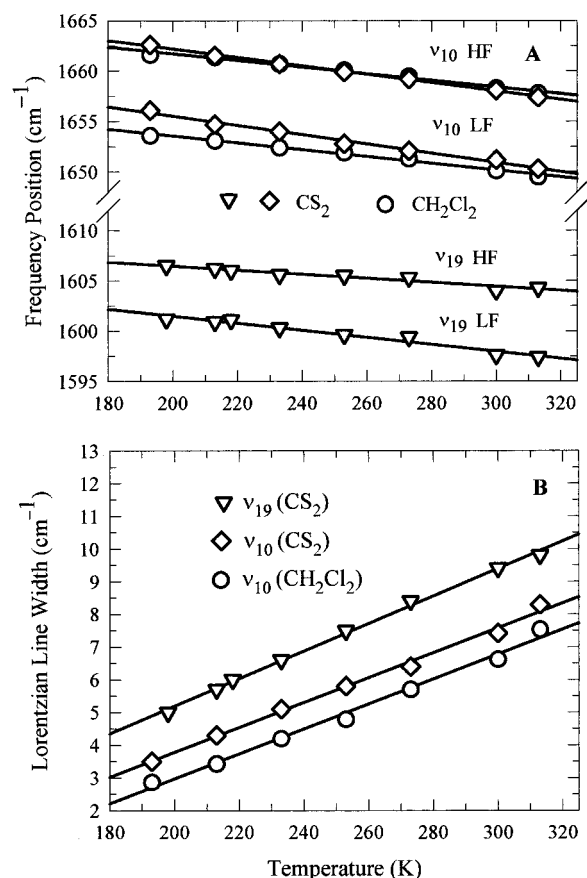 1665
ν10 HF
A
1660
1655
ν10 LF
1650
CS2
CH2Cl2
1610
ν19 HF
1605
1600
ν19 LF
1595
Frequency Position (cm−1)
180 200 220 240 260 280 300 320
13
B
12
ν19 (CS2)
11
ν10 (CS2)
10
ν10 (CH2Cl2)
9
8
7
6
5
4
3
2
Lorentzian Line Width (cm−1)
180 200 220 240 260 280 300 320
Temperature (K)